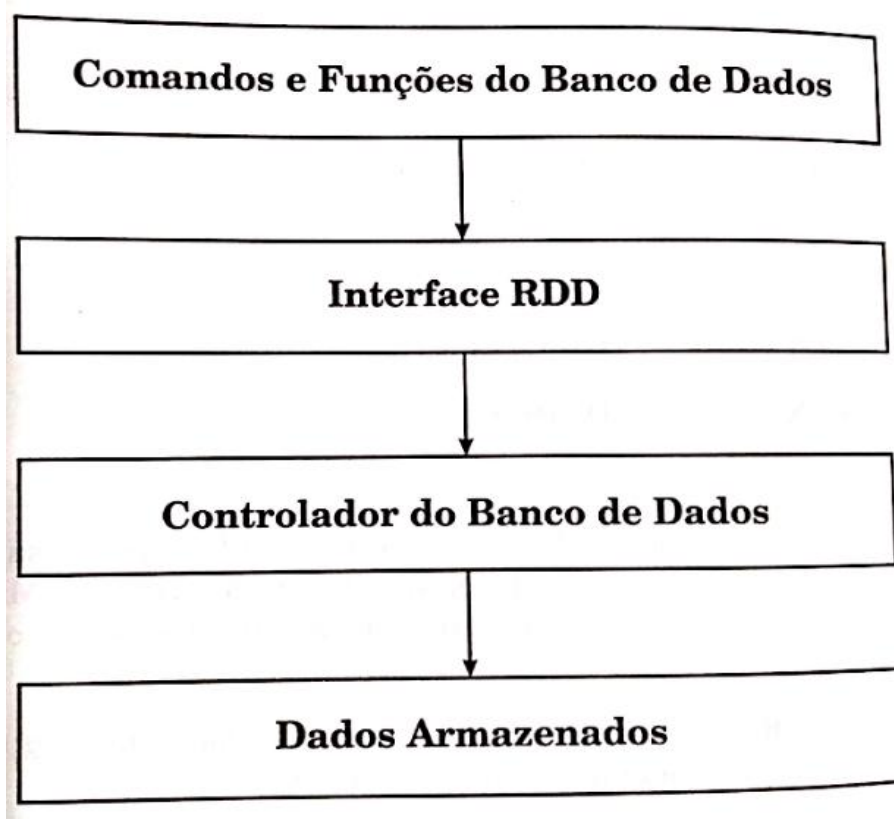 Comandos e Funções do Banco de Dados
Interface RDD
Controlador do Banco de Dados
Dados Armazenados